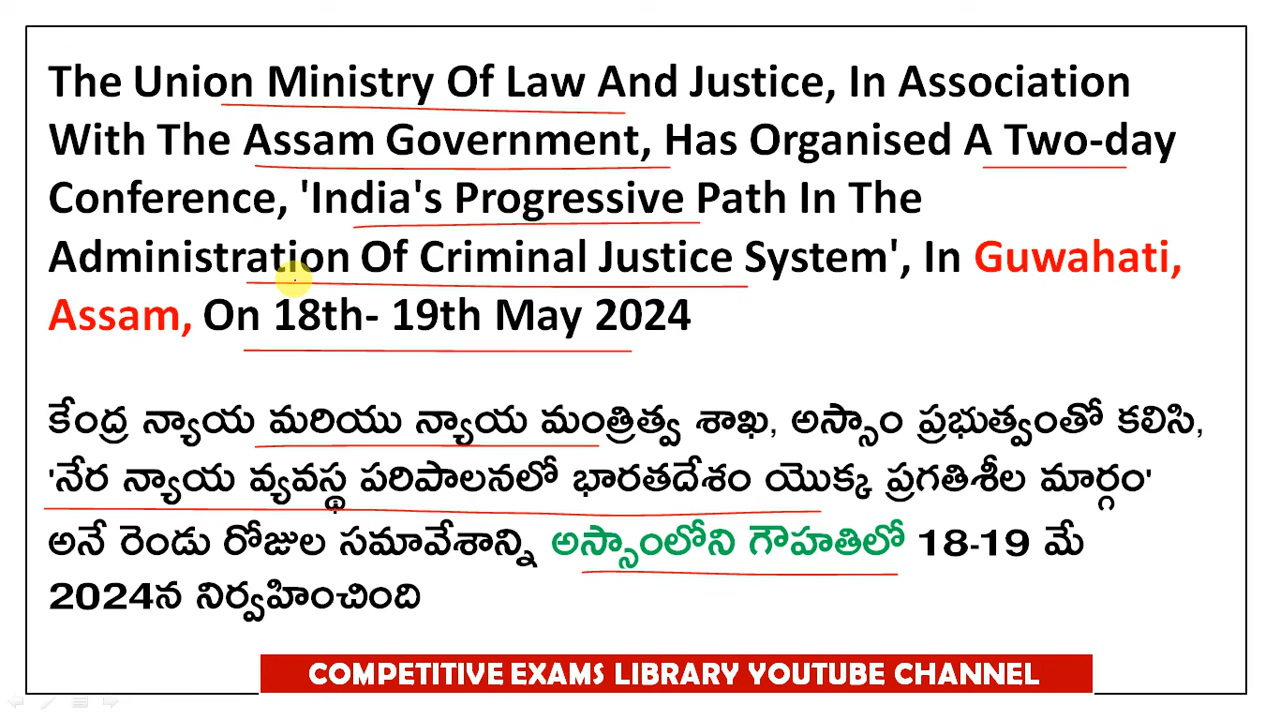 The Union Ministry Of Law And Justice, In Association
With The Assam Government, Has Organised A Two-day
Conference, 'India's Progressive Path In The
Administration Of Criminal Justice System', In Guwahati,
Assam, On 18th- 19th May 2024
కేంద్ర న్యాయ మరియు న్యాయ మంత్రిత్వ శాఖ, అస్సాం ప్రభుత్వంతో కలిసి,
'నేర న్యాయ వ్యవస్థ పరిపాలనలో భారతదేశం యొక్క ప్రగతిశీల మార్గం'
అనే రెండు రోజుల సమావేశాన్ని అస్సాంలోని గౌహతిలో 18-19 మే
2024న నిర్వహించింది
COMPETITIVE EXAMS LIBRARY YOUTUBE CHANNEL